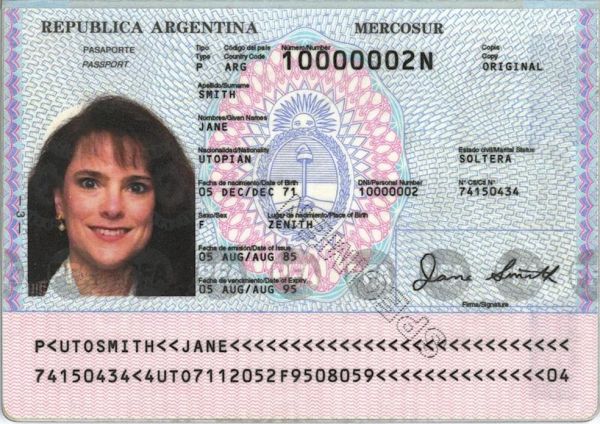 REPUBLICA ARGENTINA MERCOSUR
PASAPORTE Tipo Código del país Número/Number Copia
PASSPORT Type Country Code 10000002N Copy
P ARG ORIGINAL
Apellido/Surname
SMITH
Nombres/Given Names
JANE
Nacionalidad/Nationality Estado civil/Marital Status
UTOPIAN SOLTERA
Fecha de nacimiento/Date of Birth DNI/Personal Number N° CI/CI N°
05 DEC/DEC 71 10000002 74150434
Sexo/Sex Lugar de nacimiento/Place of Birth
F ZENITH
Fecha de emisión/Date of Issue
05 AUG/AUG 85
Fecha de vencimiento/Date of Expiry
05 AUG/AUG 95
Jane Smith
Firma/Signature
- 3 -
P<UTOSMITH<<JANE<<<<<<<<<<<<<<<<<<<<<<<<<<<<
74150434<4UTO7112052F9508059<<<<<<<<<<<<<<04